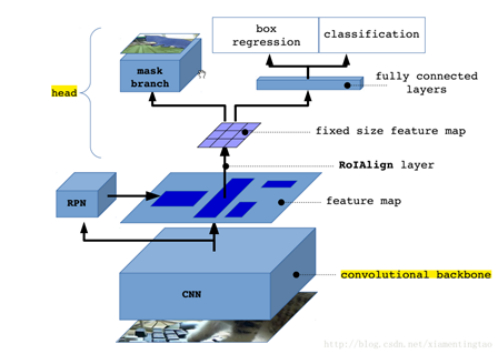 box
regression
classification
mask
branch
head
fully connected
layers
fixed size feature map
RoIAlign layer
RPN
feature map
convolutional backbone
CNN
http://blog.csdn.net/xiamentingtao